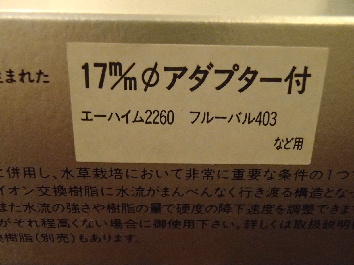 生まれた
17m/mφアダプター付
エーハイム2260 フルーバル403
など用
に併用し、水草栽培において非常に重要な条件の1つ
イオン交換樹脂に水流がまんべんなく行き渡る構造となっ
また水流の強さや樹脂の量で硬度の降下速度を調整できま
がそれ程高くない場合に御使用下さい。詳しくは取扱説明
換樹脂(別売)もあります。